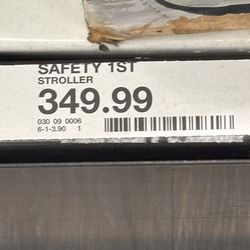 SAFETY 1ST
STROLLER
349.99
030 09 0006
6-1-3.90 1